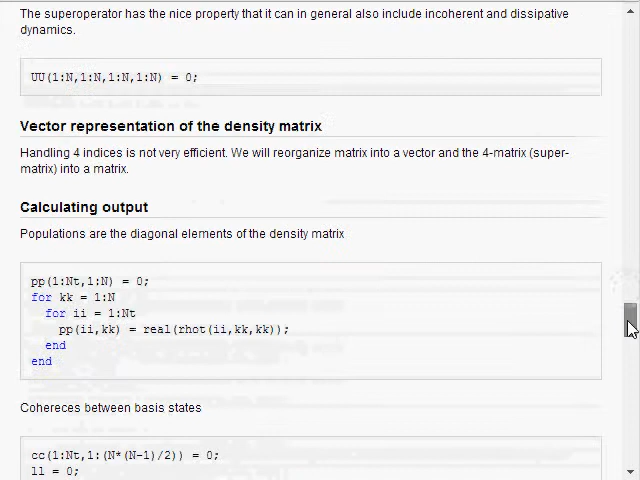 The superoperator has the nice property that it can in general also include incoherent and dissipative
dynamics.
UU(1:N,1:N,1:N,1:N) = 0;
Vector representation of the density matrix
Handling 4 indices is not very efficient. We will reorganize matrix into a vector and the 4-matrix (super-
matrix) into a matrix.
Calculating output
Populations are the diagonal elements of the density matrix
pp(1:Nt,1:N) = 0;
for kk = 1:N
for ii = 1:Nt
pp(ii,kk) = real(rhot(ii,kk,kk));
end
end
Cohereces between basis states
cc(1:Nt,1:(N*(N-1)/2)) = 0;
ll = 0;